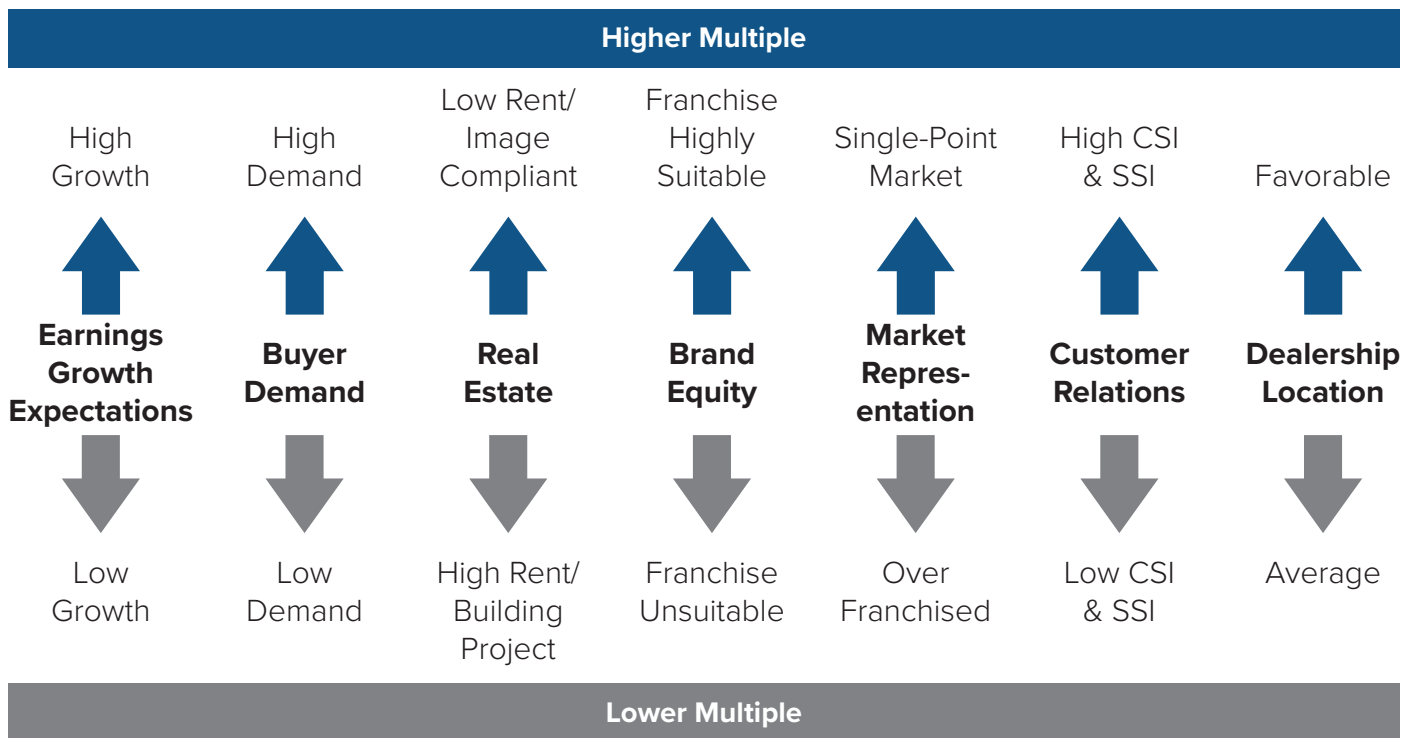 Higher Multiple
High
Growth
High
Demand
Low Rent/
Image
Compliant
Franchise
Highly
Suitable
Single-Point
Market
High CSI
& SSI
Favorable
Earnings
Growth
Expectations
Buyer
Demand
Real
Estate
Brand
Equity
Market
Repres-
entation
Customer
Relations
Dealership
Location
Low
Growth
Low
Demand
High Rent/
Building
Project
Franchise
Unsuitable
Over
Franchised
Low CSI
& SSI
Average
Lower Multiple